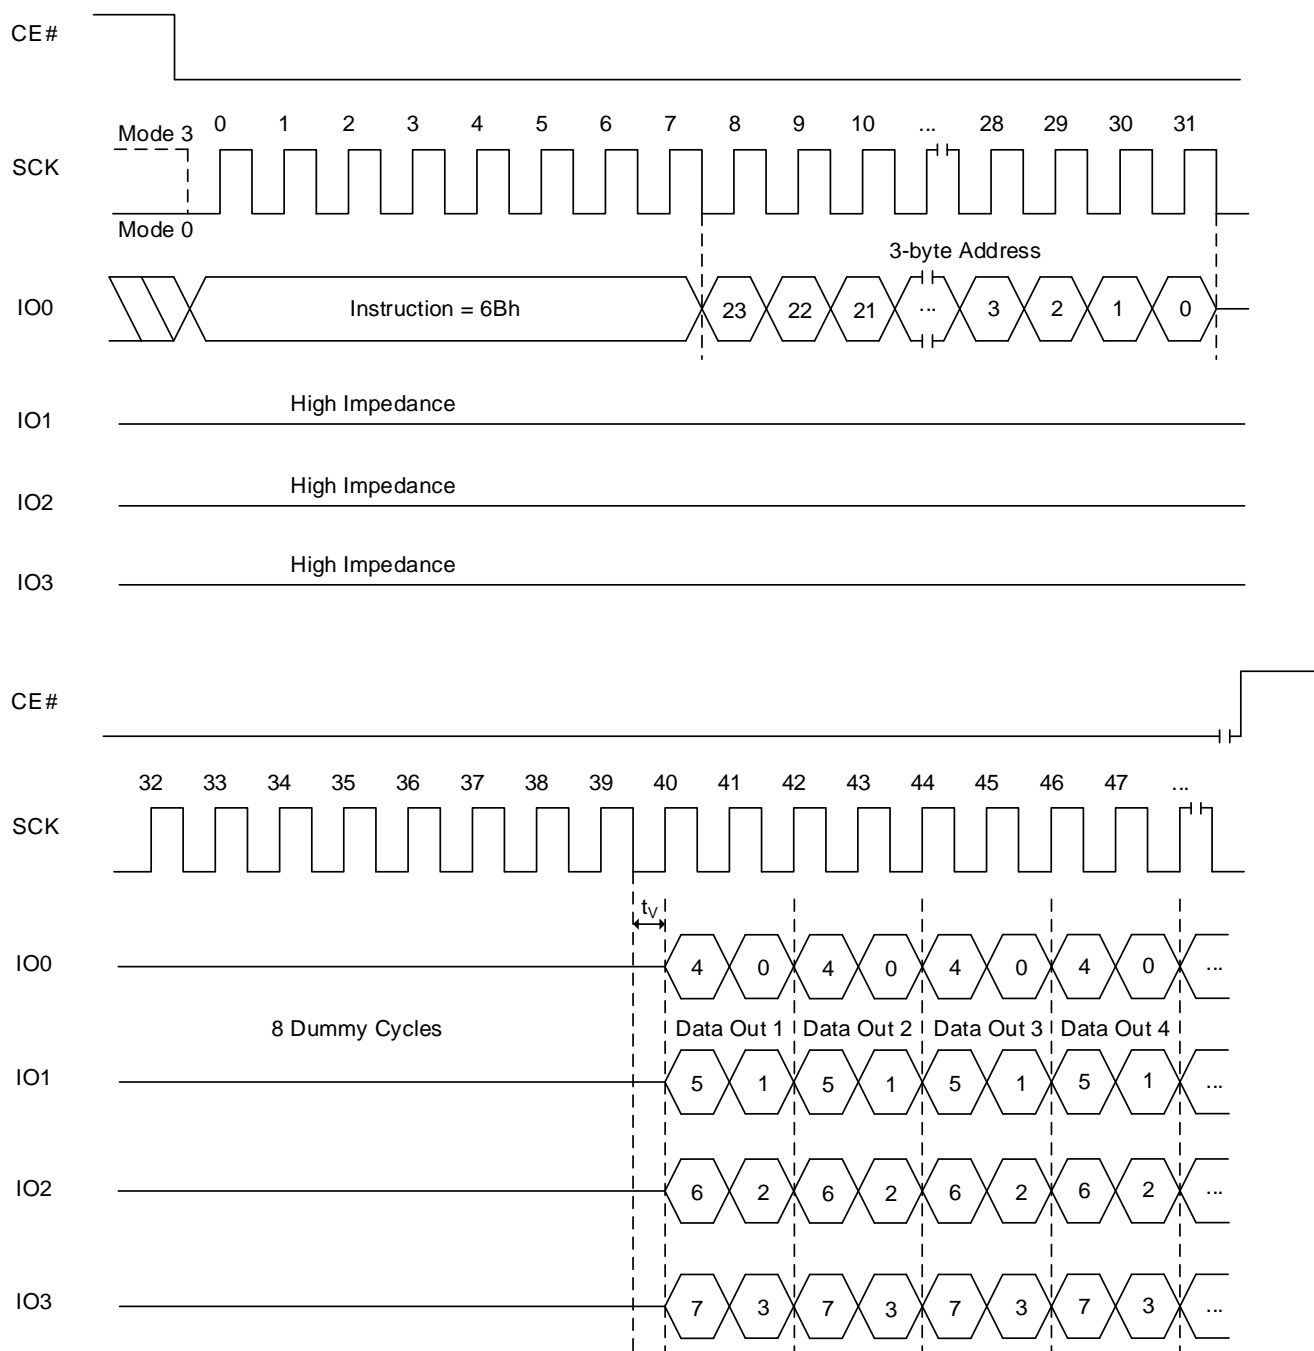 CE#
Mode 3
0 1 2 3 4 5 6 7 8 9 10 ... 28 29 30 31
SCK
Mode 0
3-byte Address
IO0 Instruction = 6Bh 23 22 21 ... 3 2 1 0
High Impedance
IO1
High Impedance
IO2
High Impedance
IO3
CE#
32 33 34 35 36 37 38 39 40 41 42 43 44 45 46 47 ...
SCK
tV
IO0 4 0 4 0 4 0 4 0 ...
8 Dummy Cycles Data Out 1 Data Out 2 Data Out 3 Data Out 4
IO1 5 1 5 1 5 1 5 1 ...
IO2 6 2 6 2 6 2 6 2 ...
IO3 7 3 7 3 7 3 7 3 ...